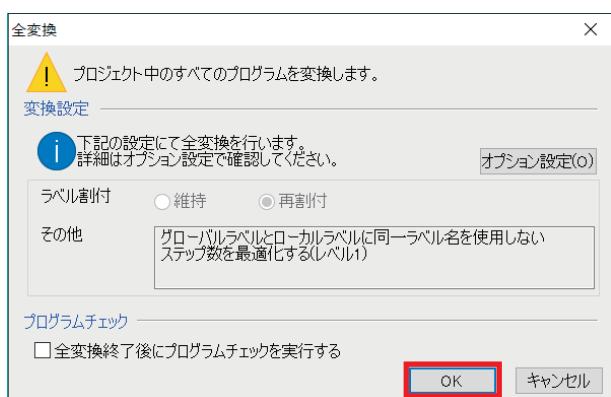 全変換
プロジェクト中のすべてのプログラムを変換します。
変換設定
下記の設定にて全変換を行います。
詳細はオプション設定で確認してください。
オプション設定(O)
ラベル割付
維持
再割付
その他
グローバルラベルとローカルラベルに同一ラベル名を使用しない
ステップ数を最適化する(レベル1)
プログラムチェック
全変換終了後にプログラムチェックを実行する
OK
キャンセル